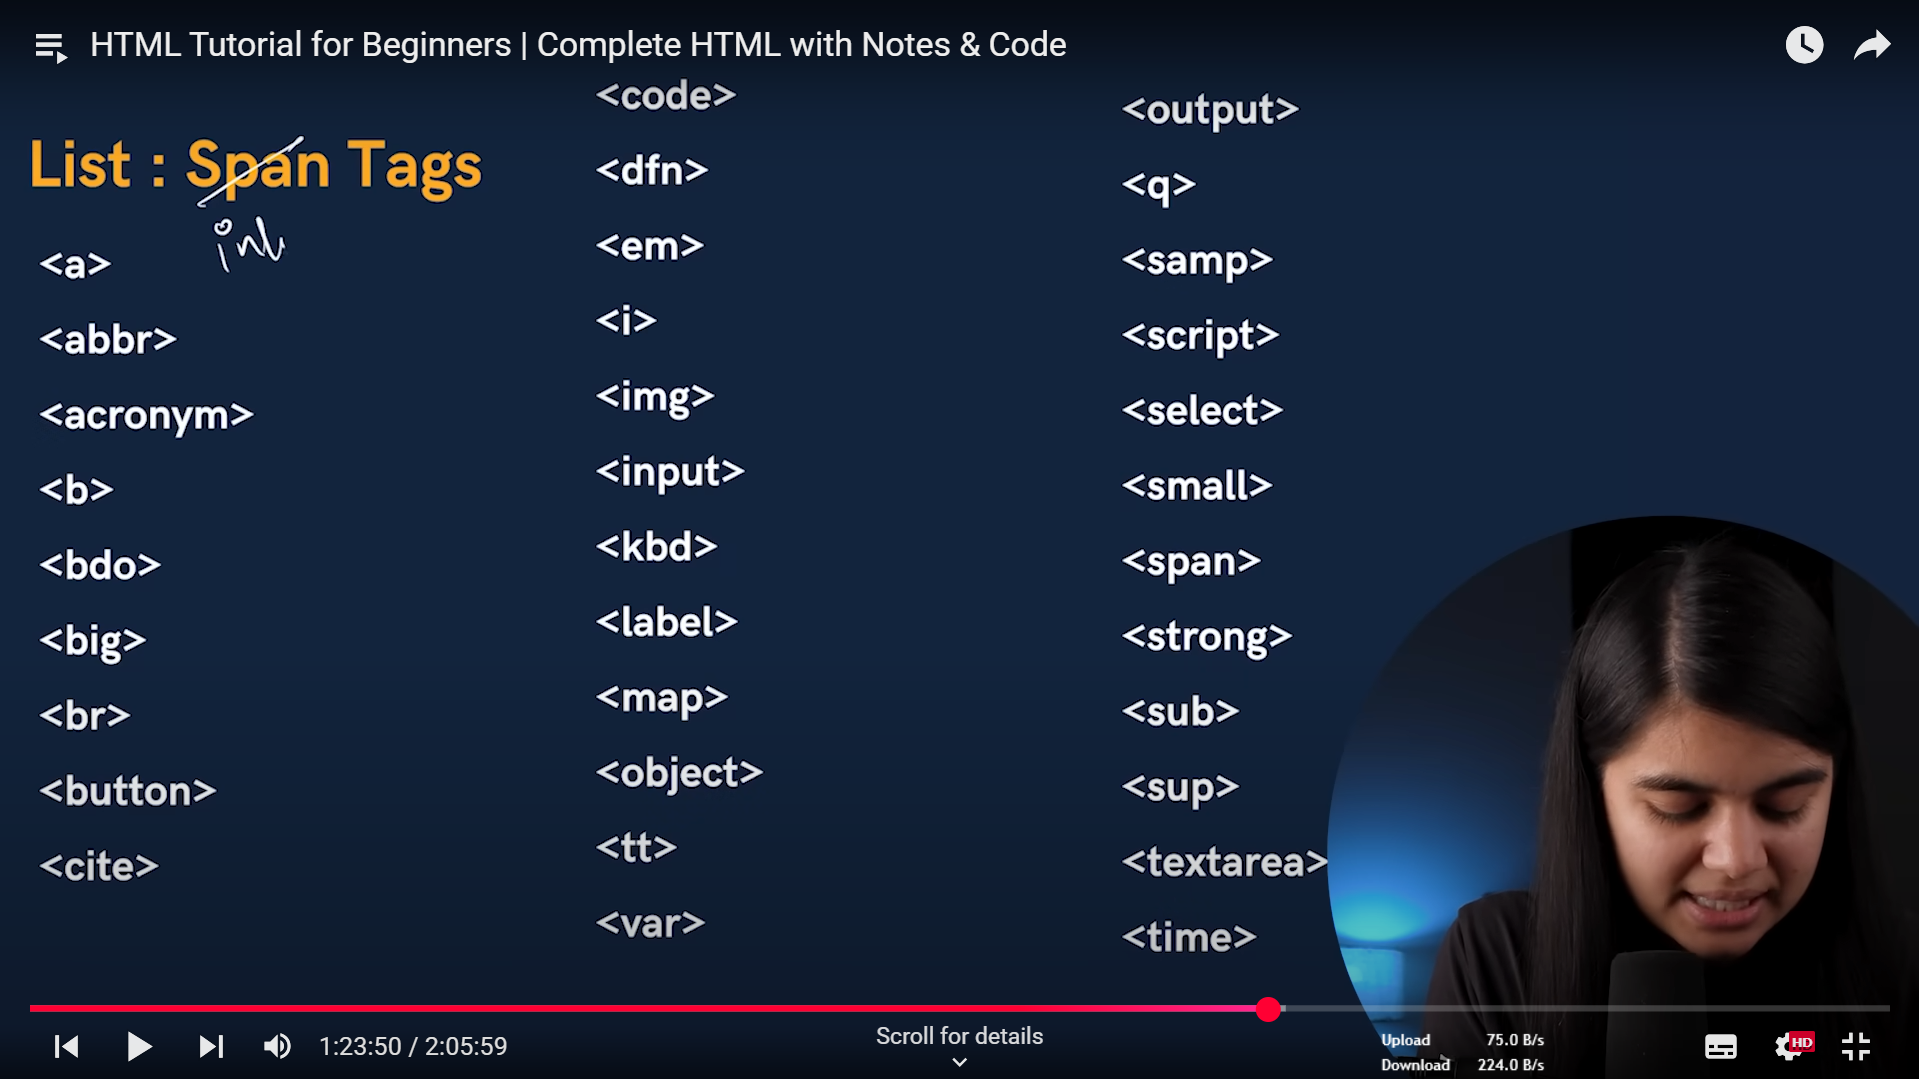 HTML Tutorial for Beginners | Complete HTML with Notes & Code
List : Span Tags
<a>
<abbr>
<acronym>
<b>
<bdo>
<big>
<br>
<button>
<cite>
<code>
<dfn>
<em>
<i>
<img>
<input>
<kbd>
<label>
<map>
<object>
<tt>
<var>
<output>
<q>
<samp>
<script>
<select>
<small>
<span>
<strong>
<sub>
<sup>
<textarea>
<time>
1:23:50 / 2:05:59
Scroll for details
Upload 75.0 B/s
Download 224.0 B/s
HD